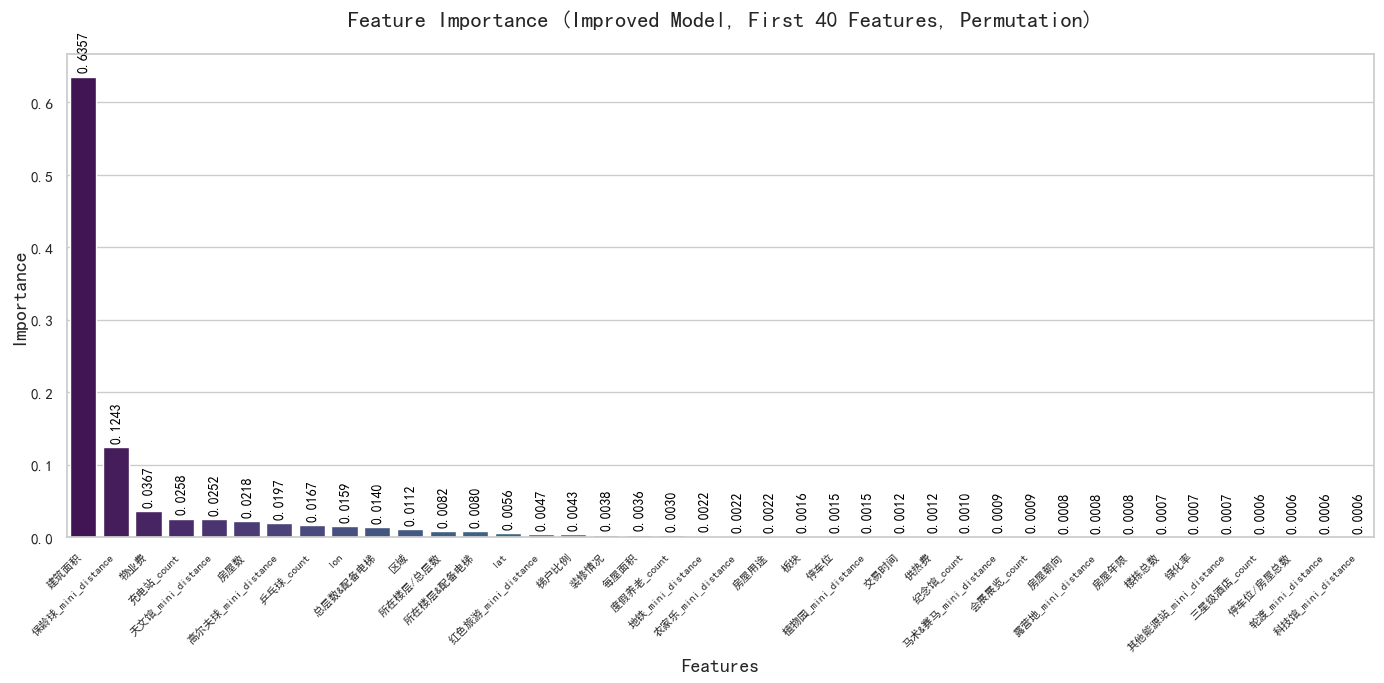 Feature Importance (Improved Model, First 40 Features, Permutation)
Importance
0.6
0.5
0.4
0.3
0.2
0.1
0.0
0.6357
0.1243
0.0367
0.0258
0.0252
0.0218
0.0197
0.0167
0.0159
0.0140
0.0112
0.0082
0.0080
0.0056
0.0047
0.0043
0.0038
0.0036
0.0030
0.0022
0.0022
0.0022
0.0016
0.0015
0.0015
0.0012
0.0012
0.0010
0.0009
0.0009
0.0008
0.0008
0.0008
0.0007
0.0007
0.0007
0.0006
0.0006
0.0006
0.0006
建筑面积
保龄球_mini_distance
物业费
充电站_count
天文馆_mini_distance
房屋数
高尔夫球_mini_distance
乒乓球_count
lon
总层数&配备电梯
区域
所在楼层/总层数
所在楼层&配备电梯
lat
红色旅游_mini_distance
梯户比例
装修情况
每屋面积
度假养老_count
地铁_mini_distance
农家乐_mini_distance
房屋用途
板块
停车位
植物园_mini_distance
交易时间
供热费
纪念馆_count
马术&赛马_mini_distance
会展展览_count
房屋朝向
露营地_mini_distance
房屋年限
楼栋总数
绿化率
其他能源站_mini_distance
三星级酒店_count
停车位/房屋总数
轮渡_mini_distance
科技馆_mini_distance
Features